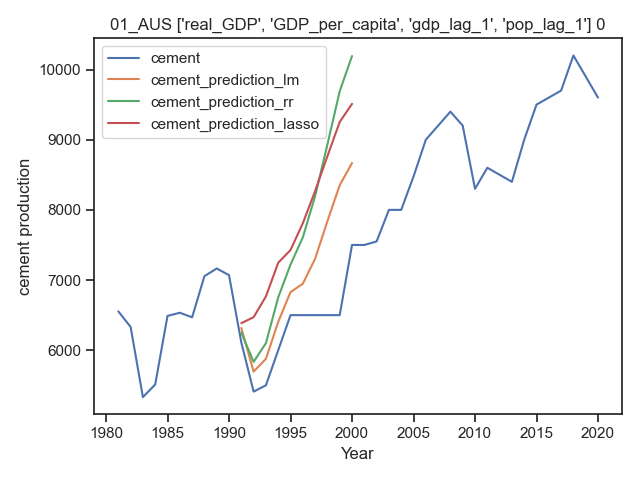 01_AUS ['real_GDP', 'GDP_per_capita', 'gdp_lag_1', 'pop_lag_1'] 0
cement
cement_prediction_lm
cement_prediction_rr
cement_prediction_lasso
10000
9000
8000
7000
6000
cement production
1980 1985 1990 1995 2000 2005 2010 2015 2020
Year